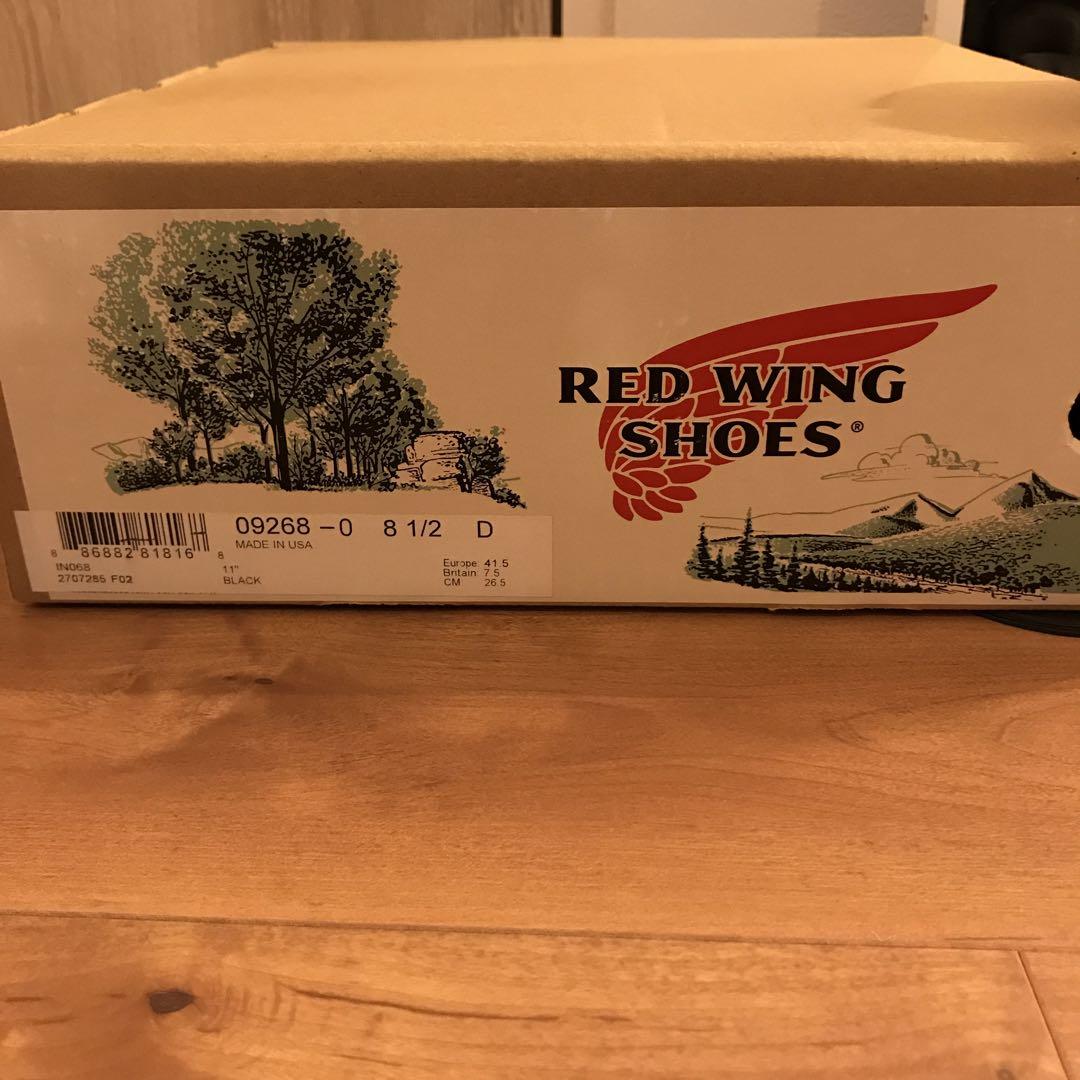 RED WING
SHOES®
09268 -0 8 1/2 D
MADE IN USA
8 86882 81816 8
IN068
2707285 F02
11"
BLACK
Europe: 41.5
Britain: 7.5
CM 26.5